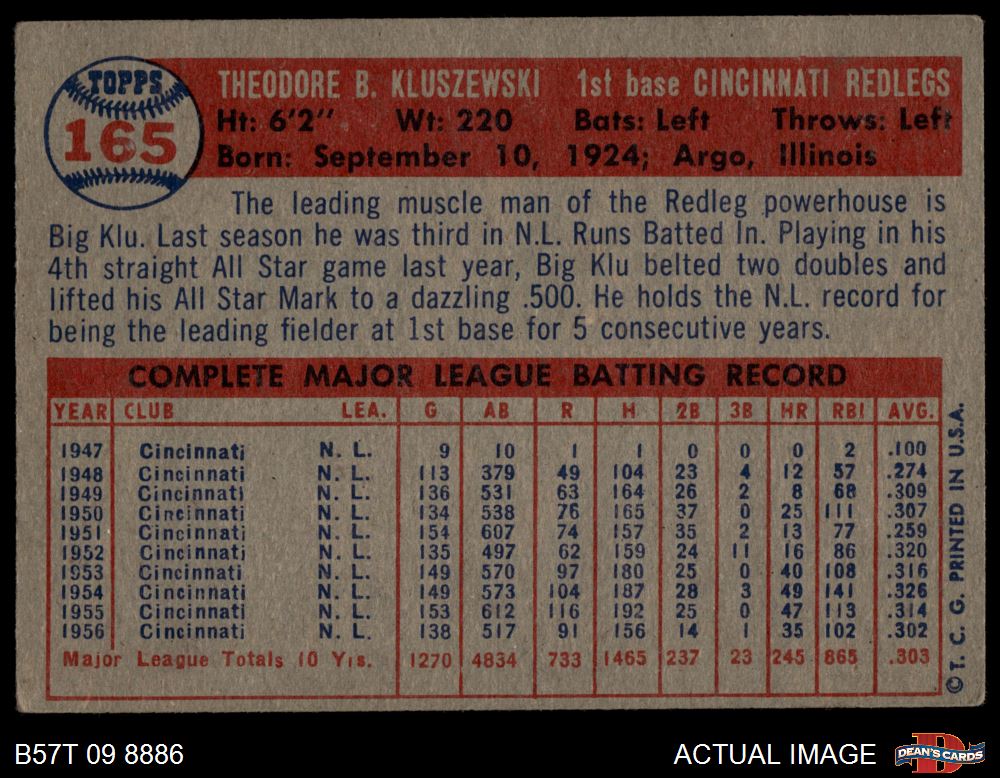 TOPPS
165
THEODORE B. KLUSZEWSKI 1st base CINCINNATI REDLEGS
Ht: 6'2" Wt: 220 Bats: Left Throws: Left
Born: September 10, 1924; Argo, Illinois
The leading muscle man of the Redleg powerhouse is
Big Klu. Last season he was third in N.L. Runs Batted In. Playing in his
4th straight All Star game last year, Big Klu belted two doubles and
lifted his All Star Mark to a dazzling .500. He holds the N.L. record for
being the leading fielder at 1st base for 5 consecutive years.
COMPLETE MAJOR LEAGUE BATTING RECORD
YEAR CLUB LEA. G AB R H 2B 3B HR RBI AVG.
1947 Cincinnati N. L. 9 10 1 1 0 0 0 2 .100
1948 Cincinnati N. L. 113 379 49 104 23 4 12 57 .274
1949 Cincinnati N. L. 136 531 63 164 26 2 8 68 .309
1950 Cincinnati N. L. 134 538 76 165 37 0 25 111 .307
1951 Cincinnati N. L. 154 607 74 157 35 2 13 77 .259
1952 Cincinnati N. L. 135 497 62 159 24 11 16 86 .320
1953 Cincinnati N. L. 149 570 97 180 25 0 40 108 .316
1954 Cincinnati N. L. 149 573 104 187 28 3 49 141 .326
1955 Cincinnati N. L. 153 612 116 192 25 0 47 113 .314
1956 Cincinnati N. L. 138 517 91 156 14 1 35 102 .302
Major League Totals 10 Yrs. 1270 4834 733 1465 237 23 245 865 .303
© T. C. G. PRINTED IN U.S.A.
B57T 09 8886
ACTUAL IMAGE
DEAN'S CARDS